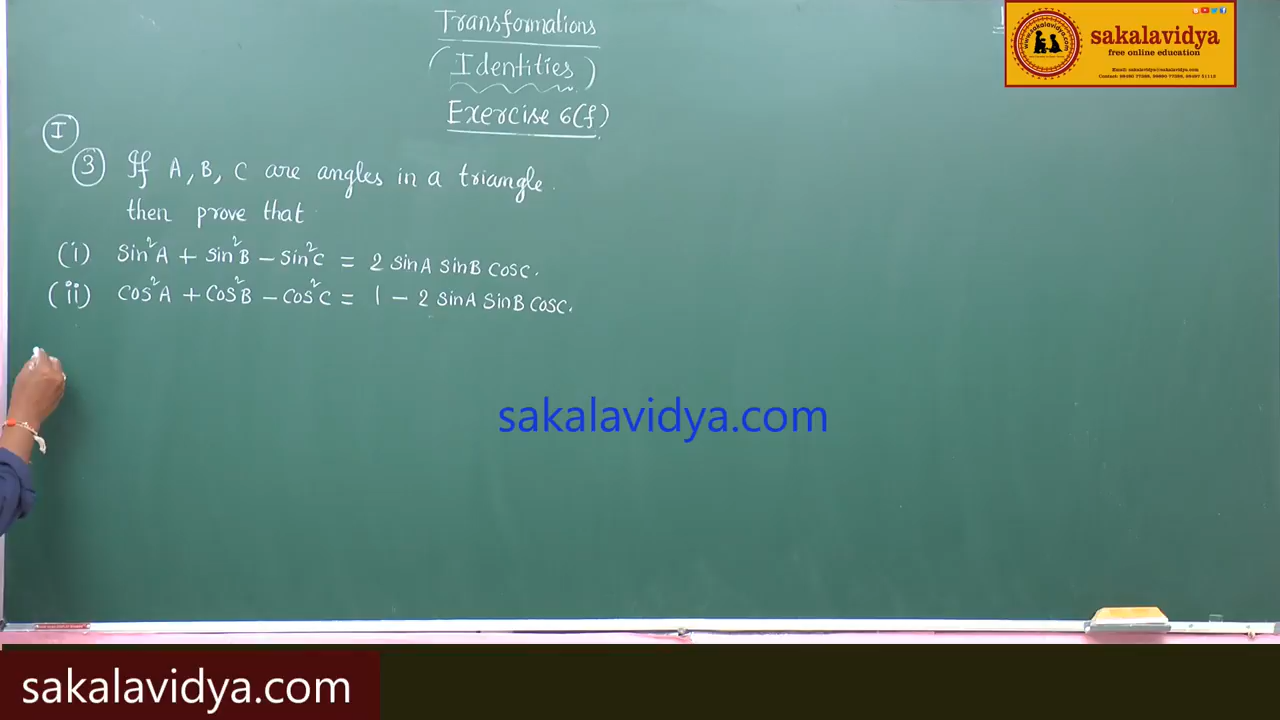 Transformations
(Identities)
Exercise 6(f)
I
3 If A, B, C are angles in a triangle.
then prove that
(i) Sin²A + sin²B - sin²C = 2 sinA sinB cosC.
(ii) cos²A + cos²B - cos²C = 1 - 2 sinA sinB cosC.
sakalavidya
free online education
sakalavidya.com
sakalavidya.com